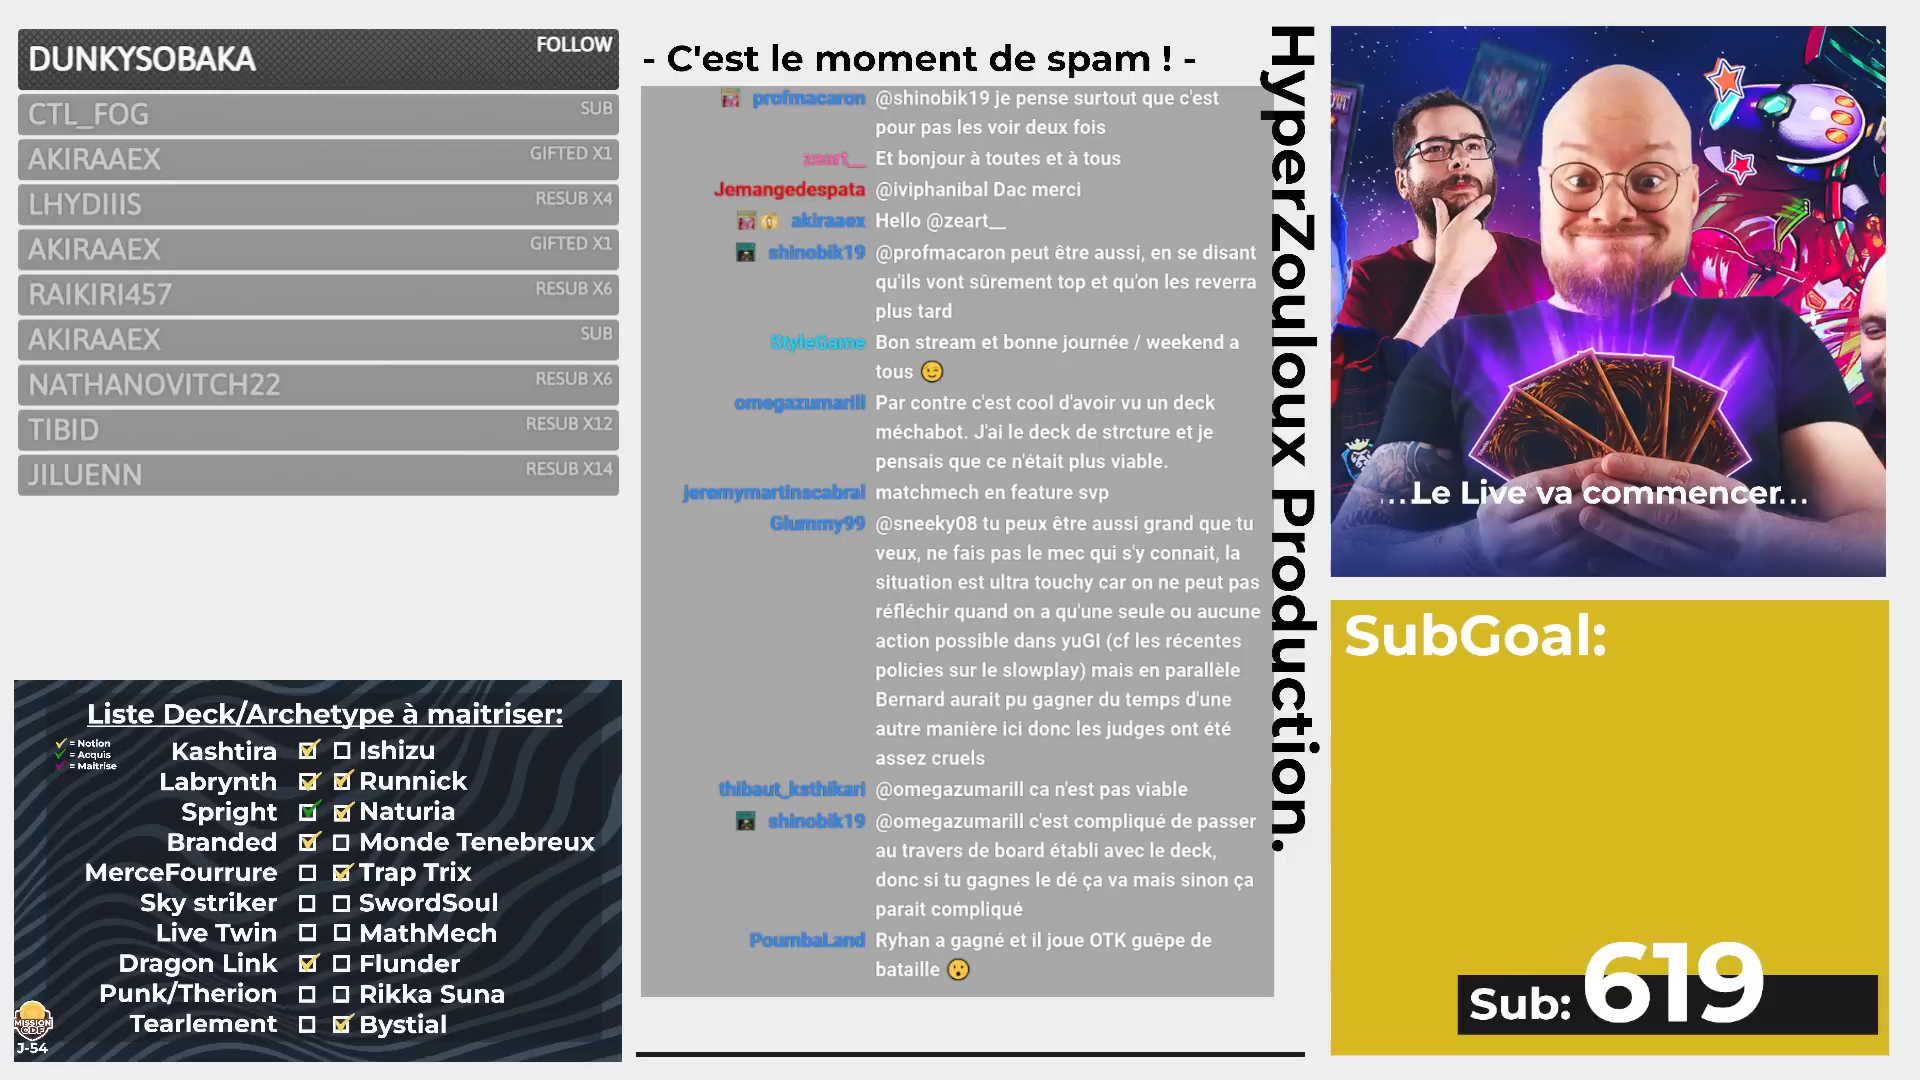 DUNKYSOBAKA FOLLOW
CTL_FOG SUB
AKIRAAEX GIFTED X1
LHYDIIIS RESUB X4
AKIRAAEX GIFTED X1
RAIKIRI457 RESUB X6
AKIRAAEX SUB
NATHANOVITCH22 RESUB X6
TIBID RESUB X12
JILUENN RESUB X14
Liste Deck/Archetype à maitriser:
= Notion
= Acquis
= Maitrise
Kashtira Ishizu
Labrynth Runnick
Spright Naturia
Branded Monde Tenebreux
MerceFourrure Trap Trix
Sky striker SwordSoul
Live Twin MathMech
Dragon Link Flunder
Punk/Therion Rikka Suna
Tearlement Bystial
MISSION
CDF
J-54
- C'est le moment de spam ! -
profmacaron @shinobik19 je pense surtout que c'est
pour pas les voir deux fois
zeart__ Et bonjour à toutes et à tous
Jemangedespata @iviphanibal Dac merci
akiraaex Hello @zeart__
shinobik19 @profmacaron peut être aussi, en se disant
qu'ils vont sûrement top et qu'on les reverra
plus tard
StyleGame Bon stream et bonne journée / weekend a
tous 😉
omegazumarill Par contre c'est cool d'avoir vu un deck
méchabot. J'ai le deck de strcture et je
pensais que ce n'était plus viable.
jeremymartinscabral matchmech en feature svp
Glummy99 @sneeky08 tu peux être aussi grand que tu
veux, ne fais pas le mec qui s'y connait, la
situation est ultra touchy car on ne peut pas
réfléchir quand on a qu'une seule ou aucune
action possible dans yuGI (cf les récentes
policies sur le slowplay) mais en parallèle
Bernard aurait pu gagner du temps d'une
autre manière ici donc les judges ont été
assez cruels
thibaut_ksthikari @omegazumarill ca n'est pas viable
shinobik19 @omegazumarill c'est compliqué de passer
au travers de board établi avec le deck,
donc si tu gagnes le dé ça va mais sinon ça
parait compliqué
PoumbaLand Ryhan a gagné et il joue OTK guêpe de
bataille 😮
HyperZouloux Production.
...Le Live va commencer...
SubGoal:
Sub: 619